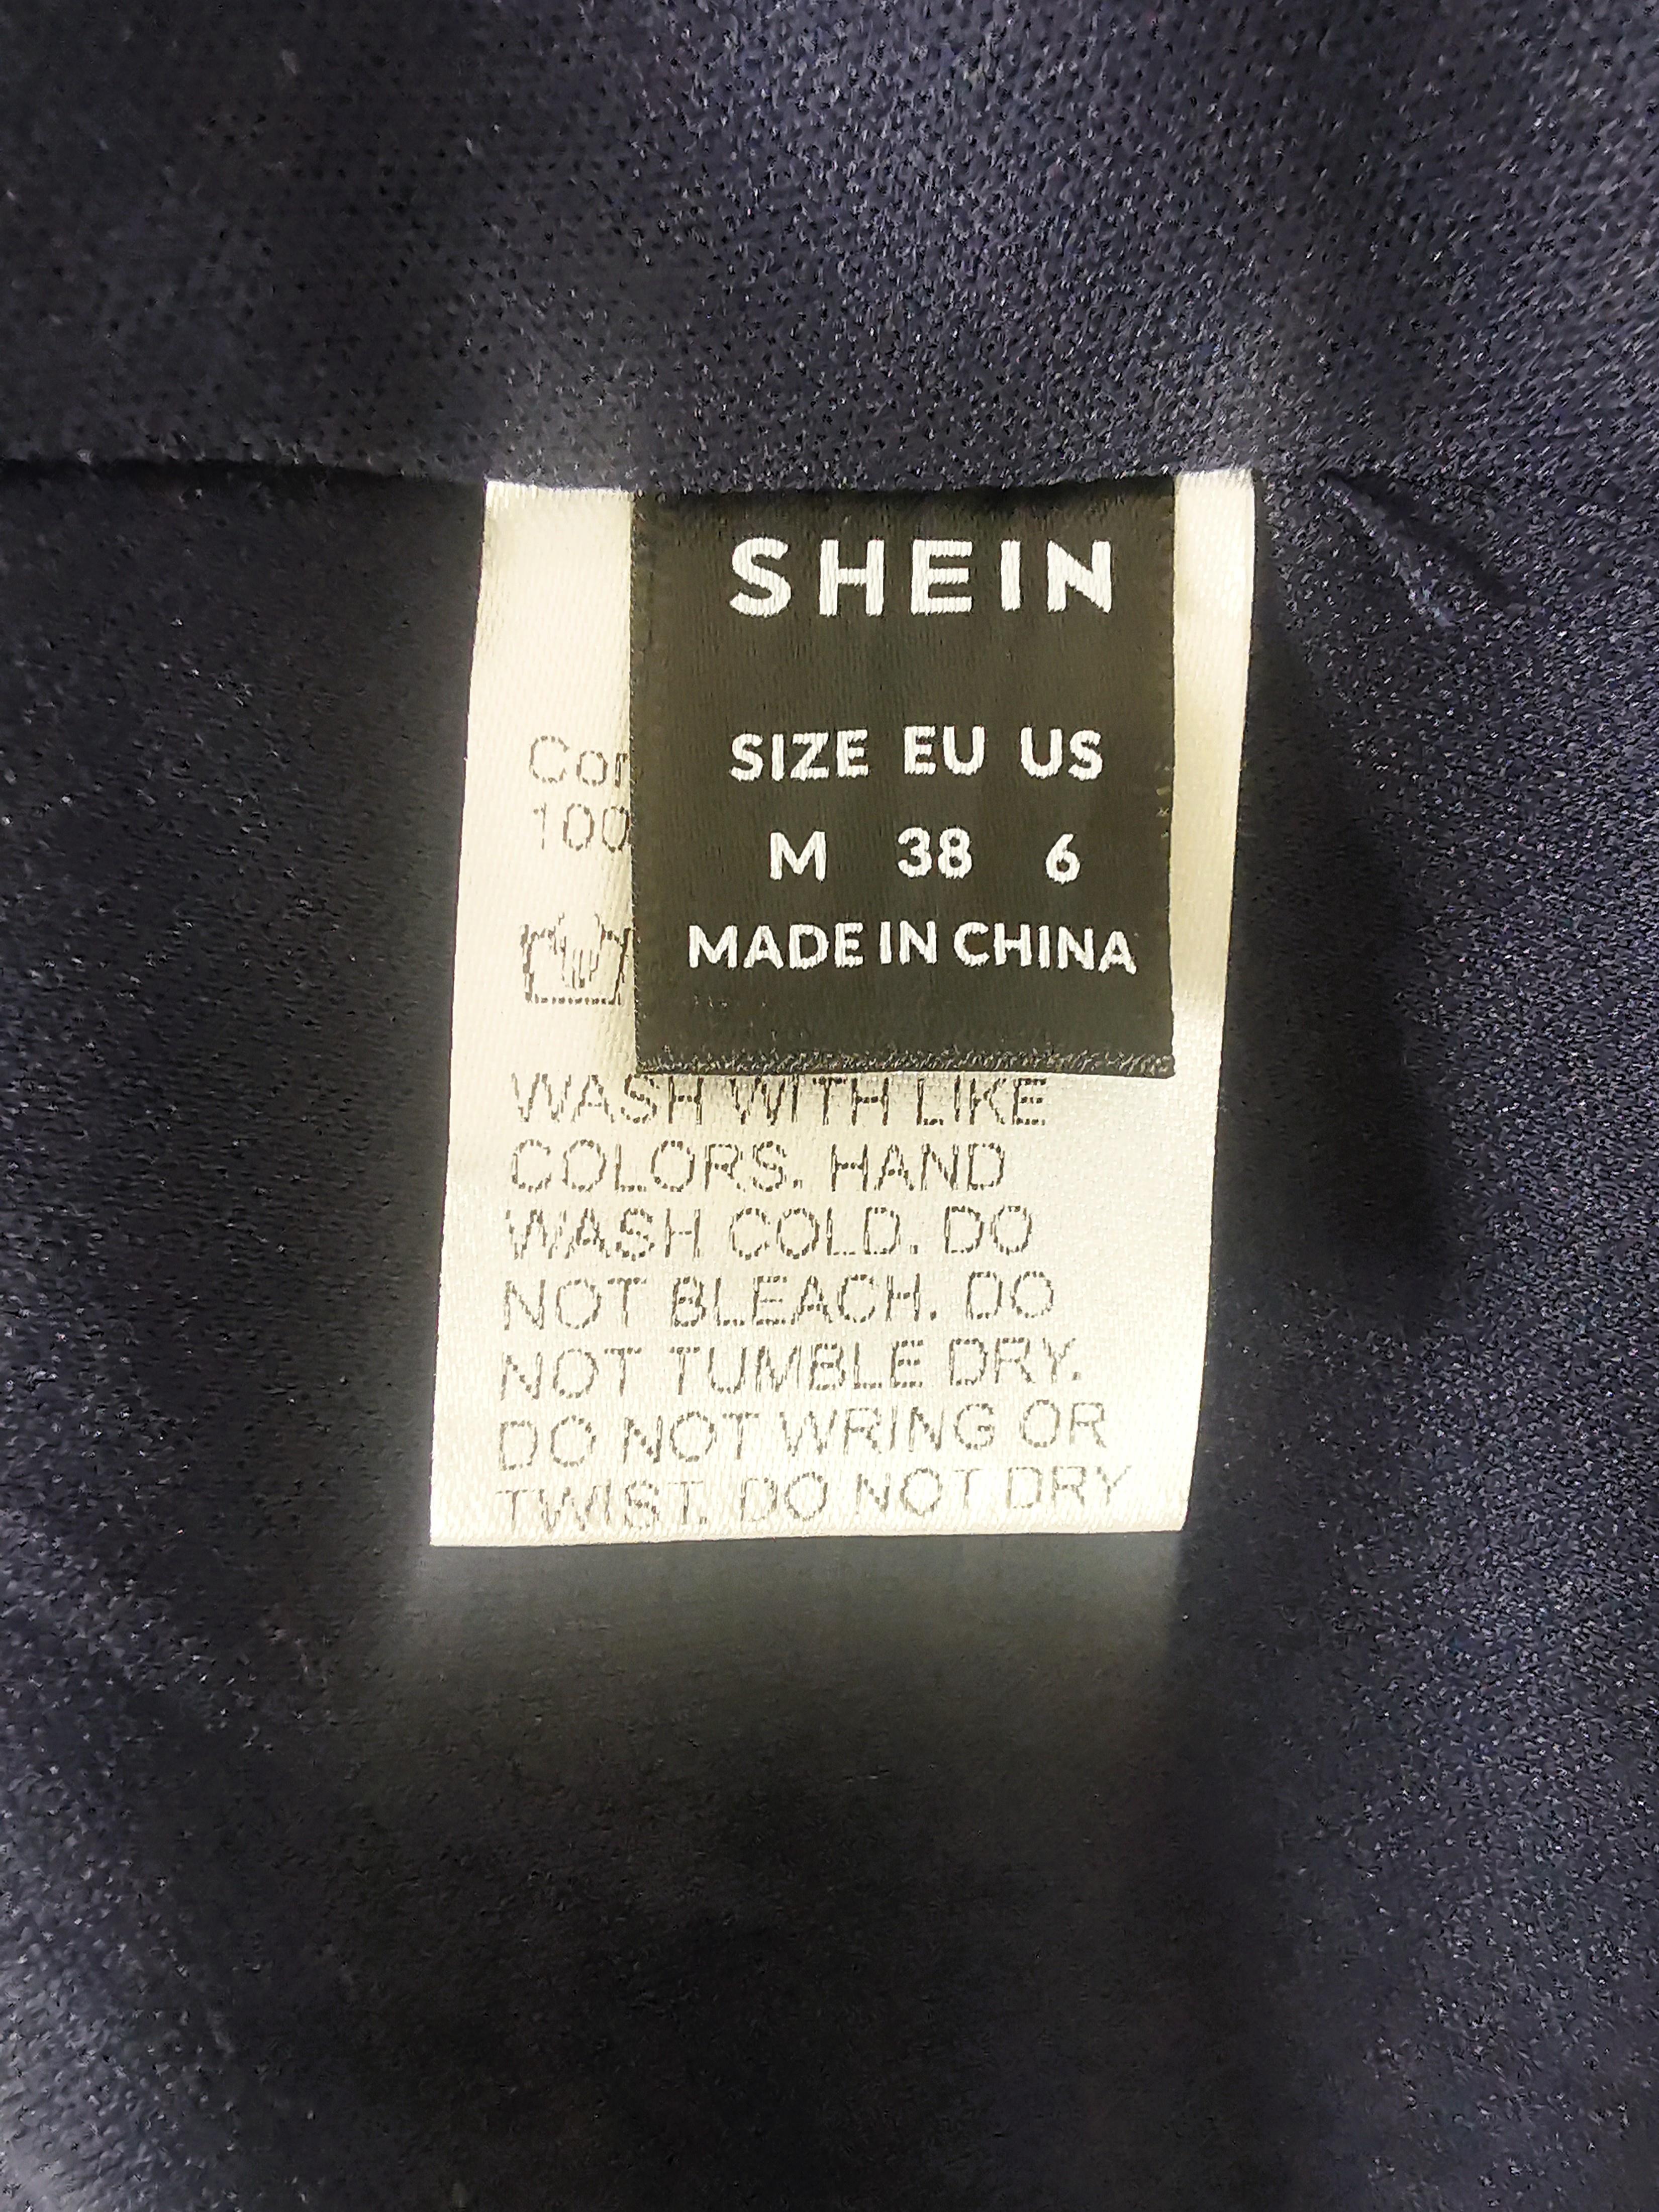 SHEIN
SIZE EU US
M 38 6
MADE IN CHINA
100
WASH WITH LIKE
COLORS. HAND
WASH COLD. DO
NOT BLEACH. DO
NOT TUMBLE DRY.
DO NOT WRING OR
TWIST. DO NOT DRY